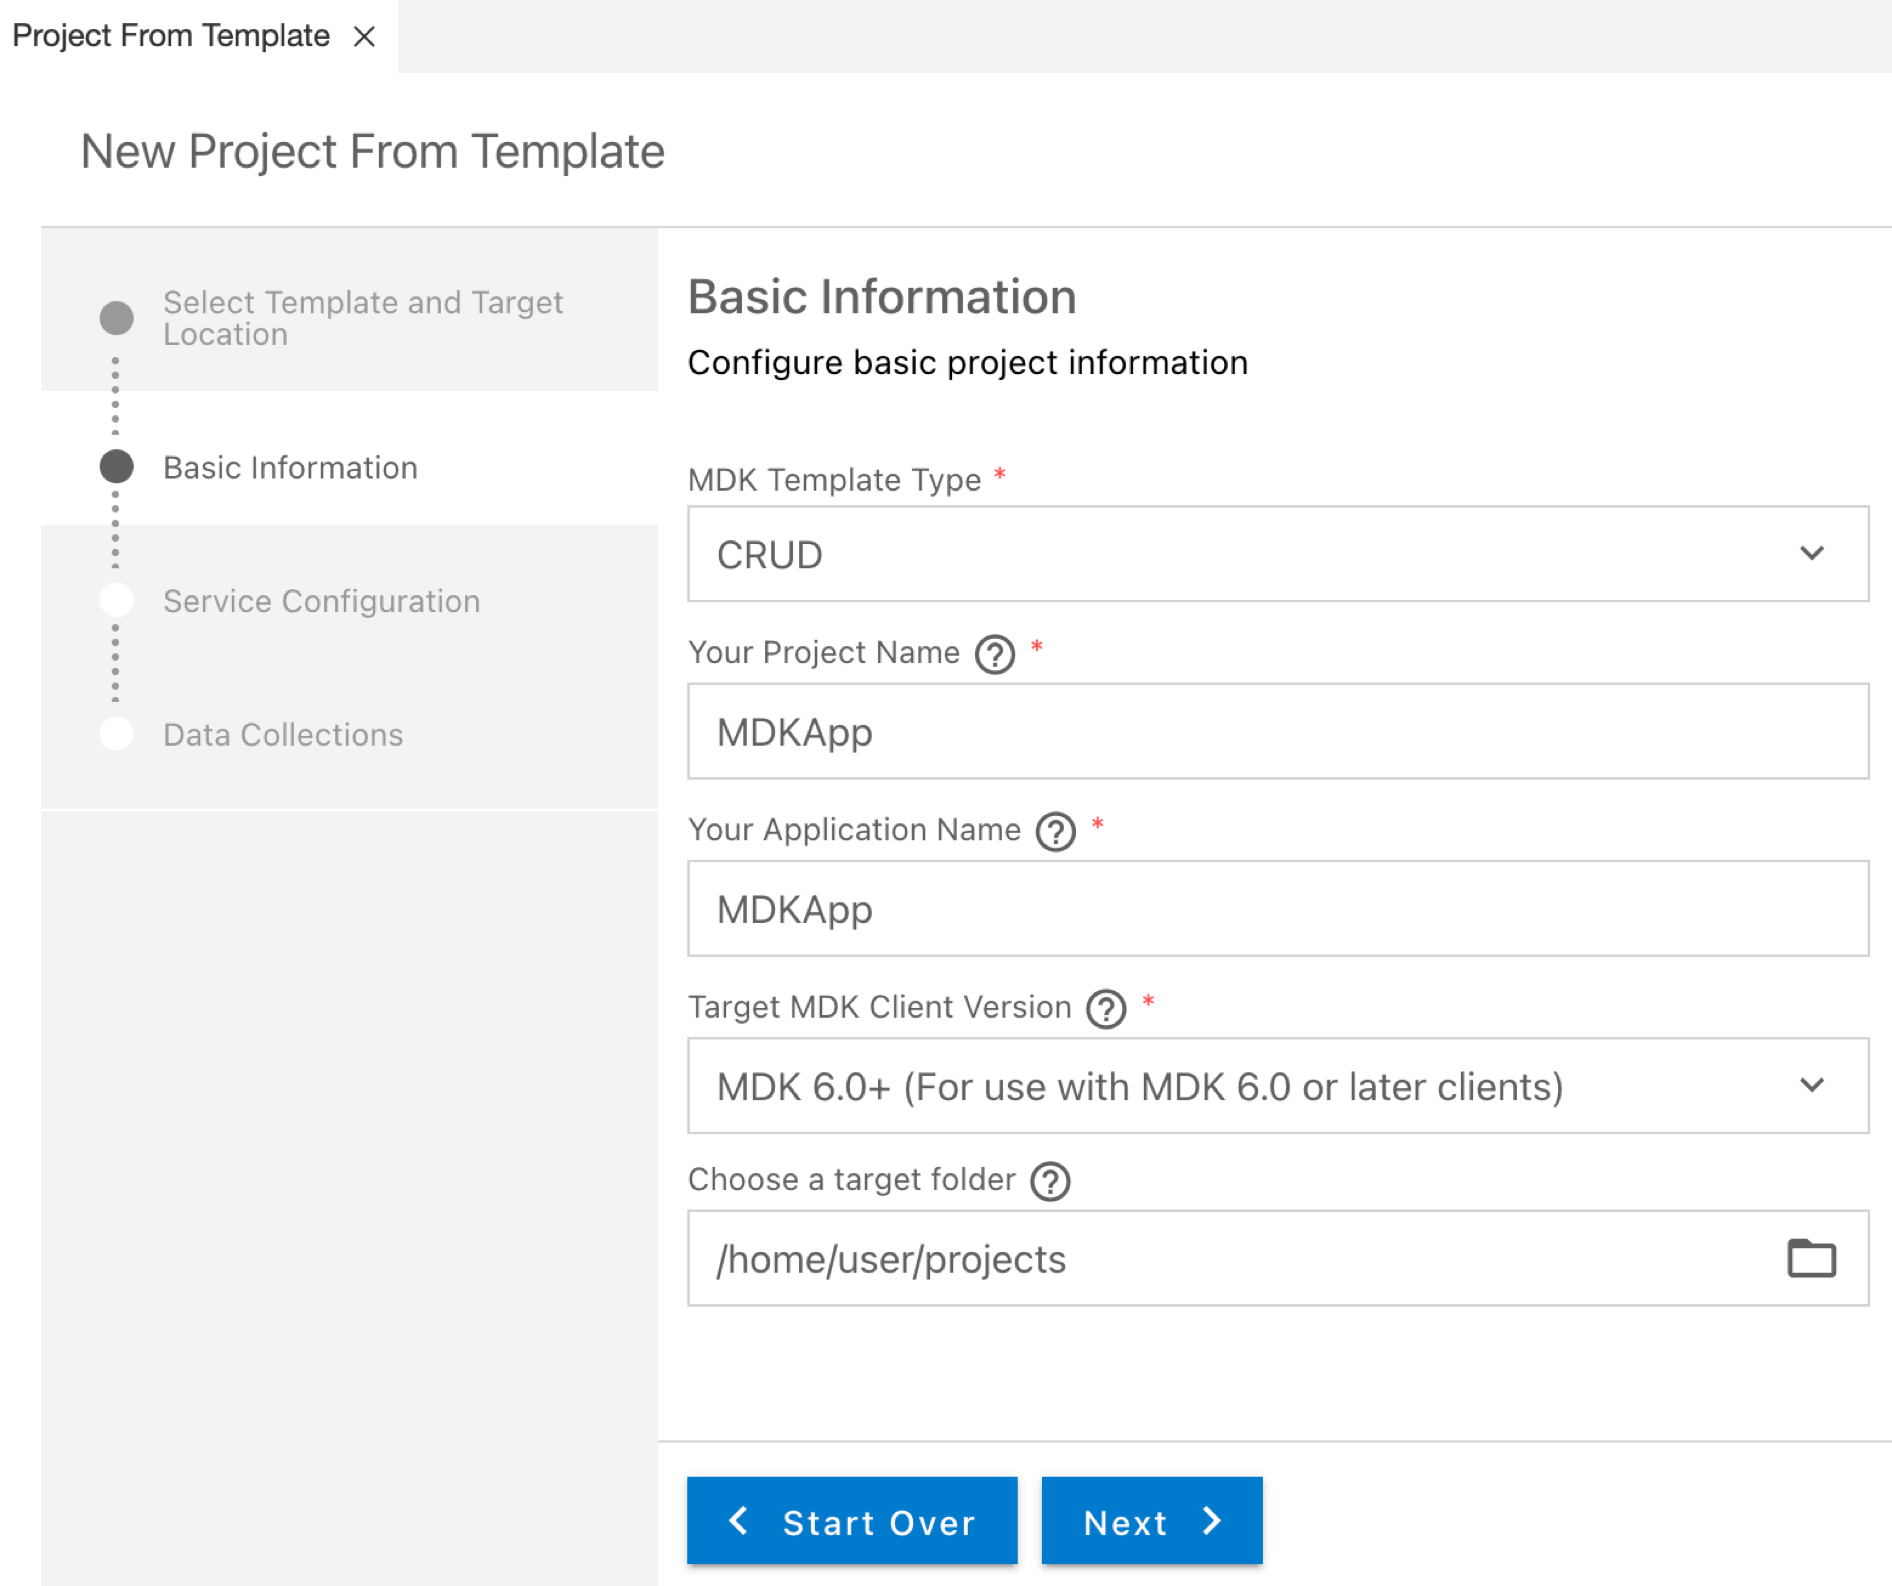 Project From Template
New Project From Template
Select Template and Target
Location
Basic Information
Service Configuration
Data Collections
Basic Information
Configure basic project information
MDK Template Type *
CRUD
Your Project Name ? *
MDKApp
Your Application Name ? *
MDKApp
Target MDK Client Version ? *
MDK 6.0+ (For use with MDK 6.0 or later clients)
Choose a target folder ?
/home/user/projects
Start Over
Next